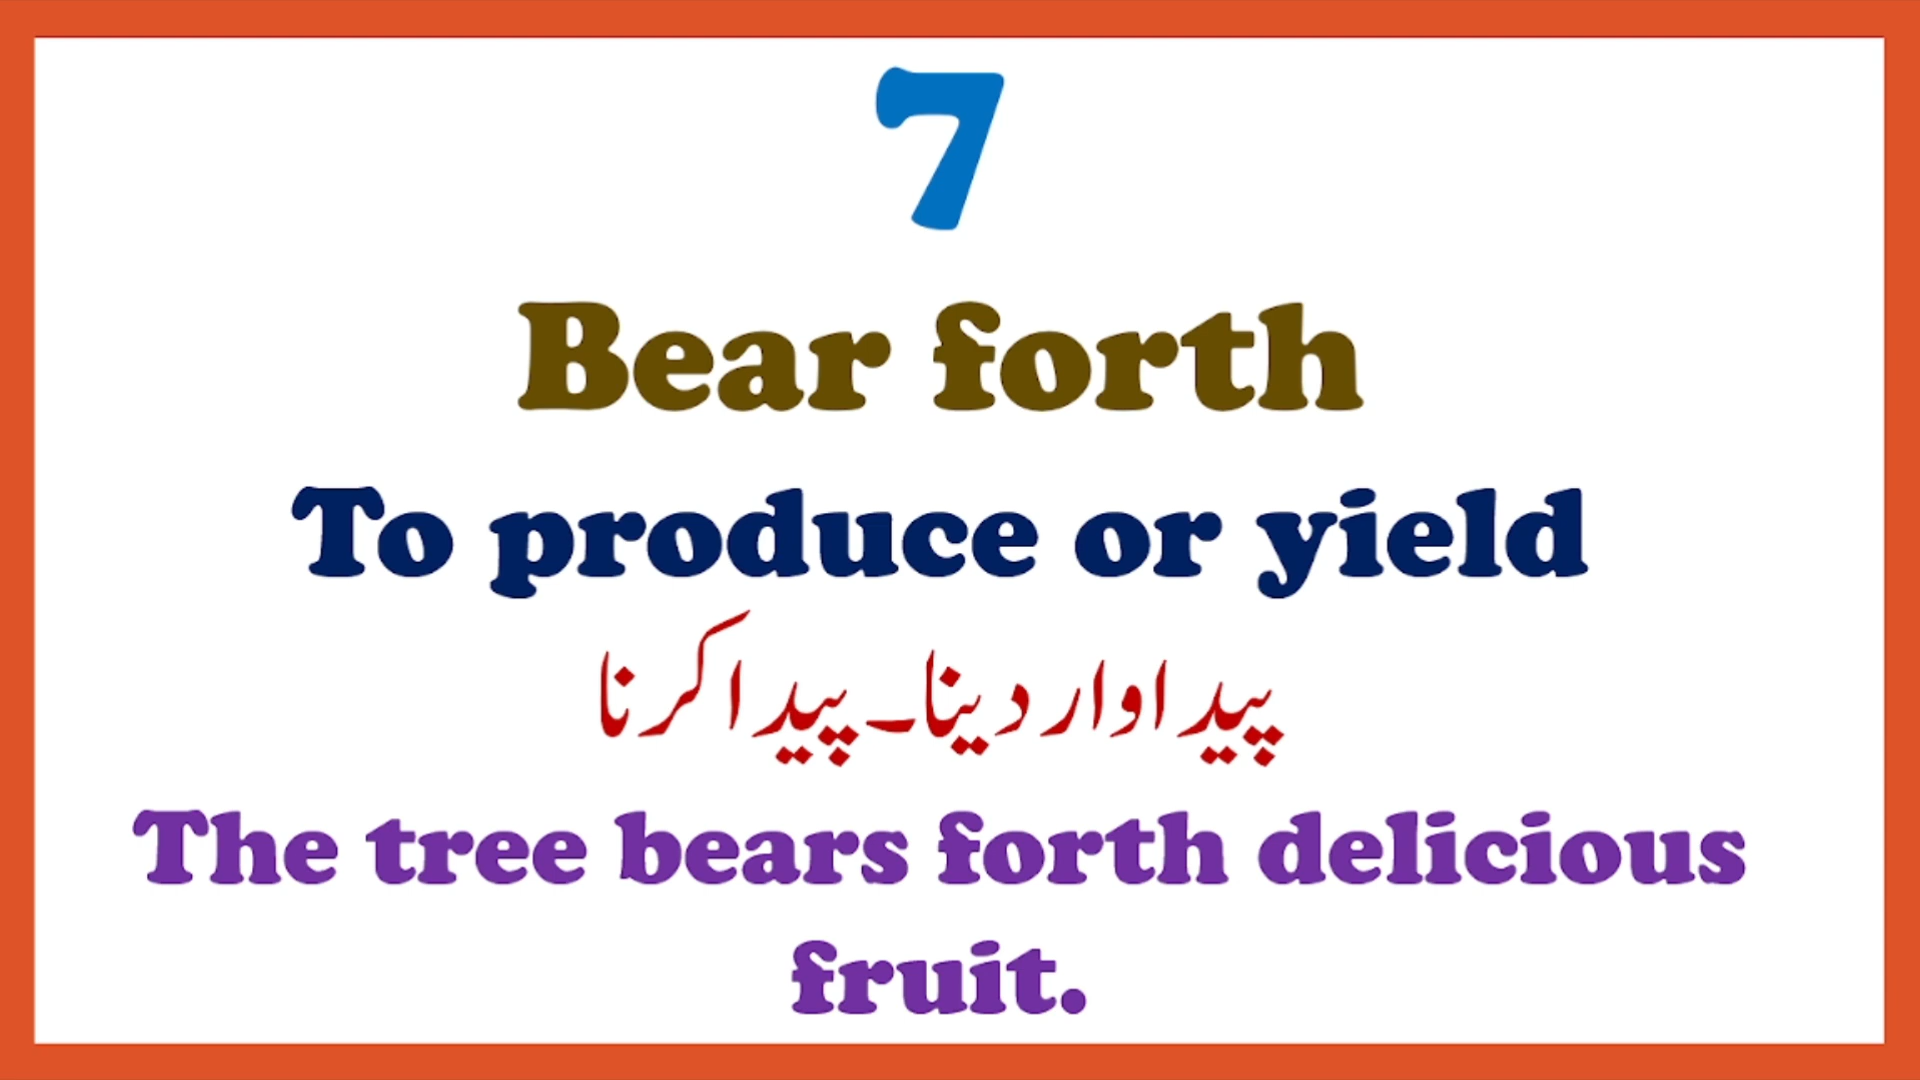 7
Bear forth
To produce or yield
پیداوار دینا۔ پیدا کرنا
The tree bears forth delicious
fruit.